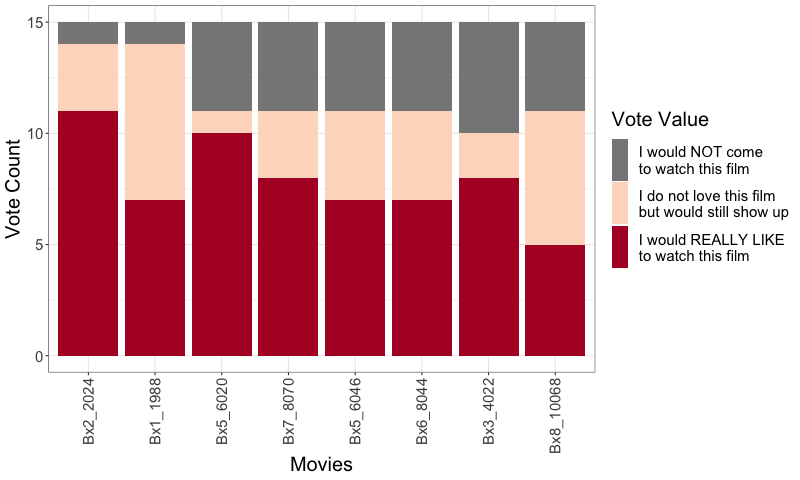 15
10
5
0
Vote Count
Bx2_2024
Bx1_1988
Bx5_6020
Bx7_8070
Bx5_6046
Bx6_8044
Bx3_4022
Bx8_10068
Movies
Vote Value
I would NOT come
to watch this film
I do not love this film
but would still show up
I would REALLY LIKE
to watch this film